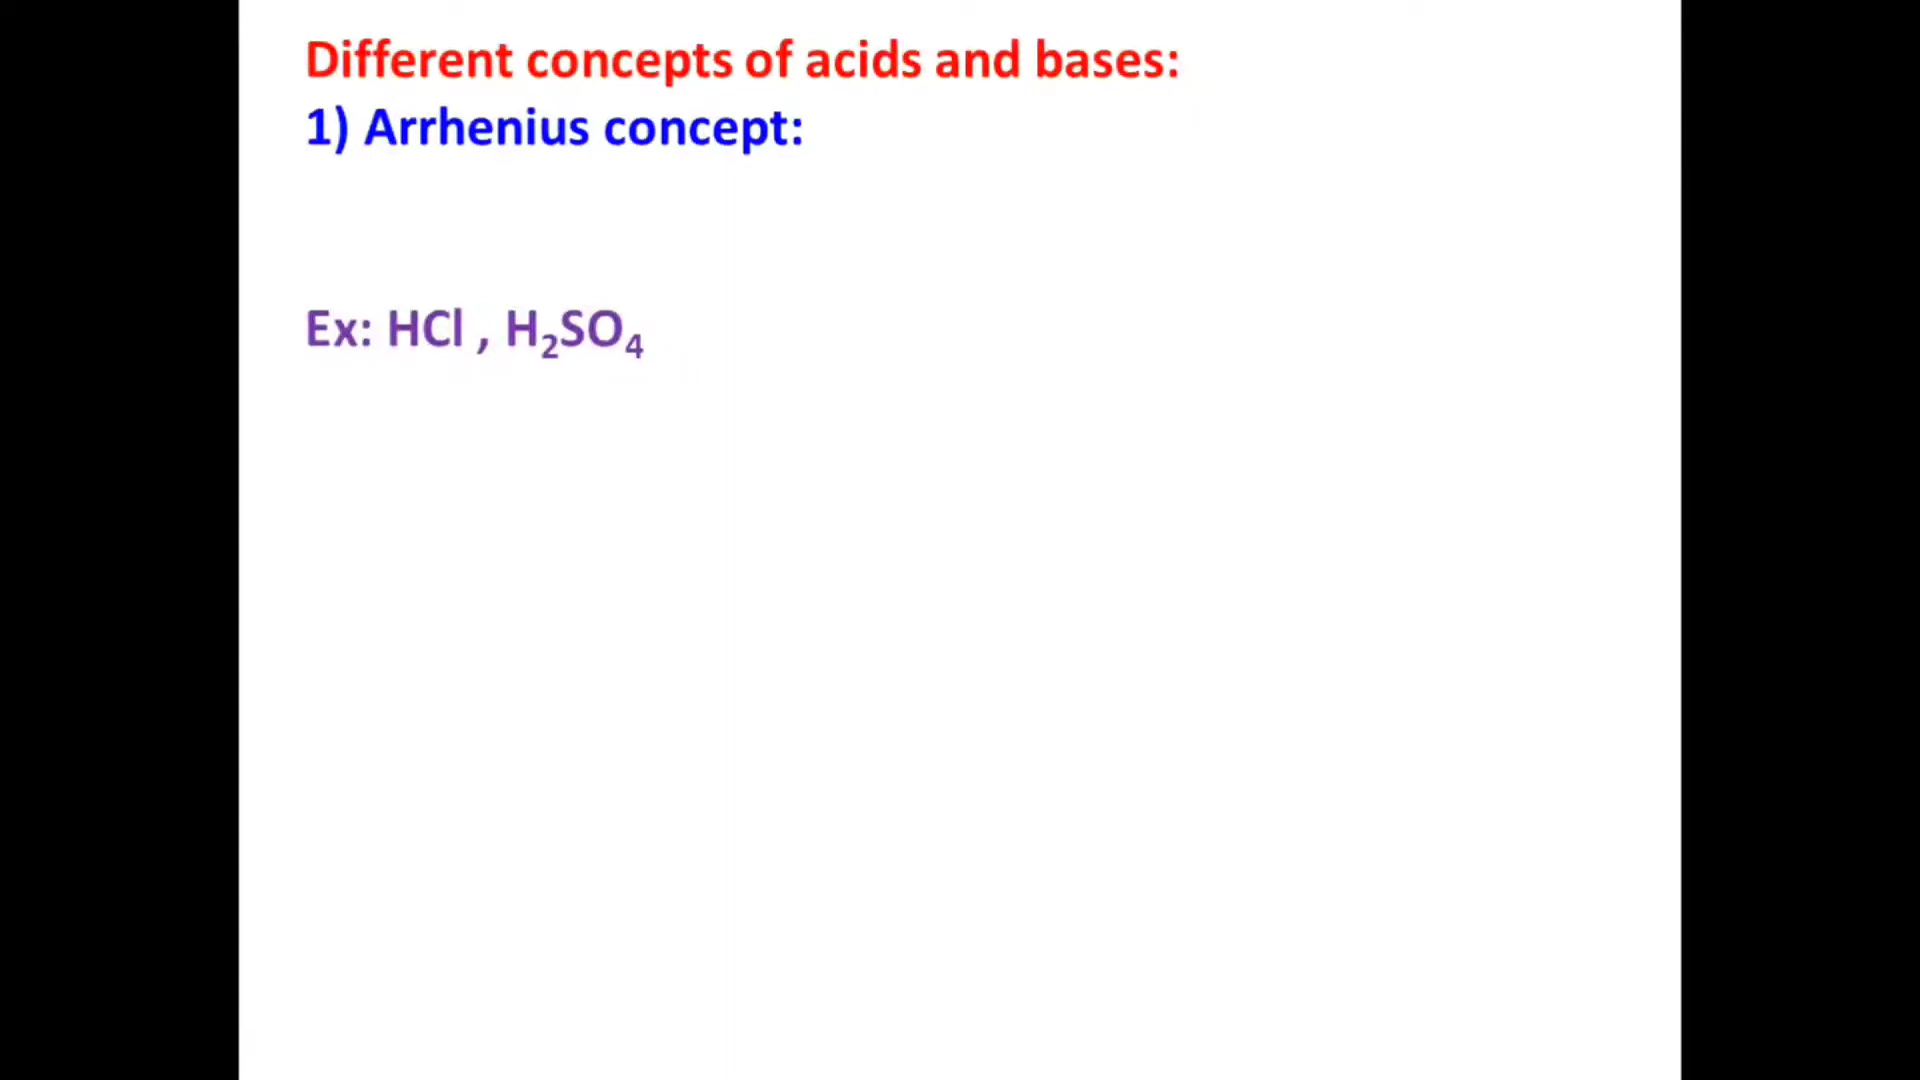 Different concepts of acids and bases:
1) Arrhenius concept:
Ex: HCl , H₂SO₄